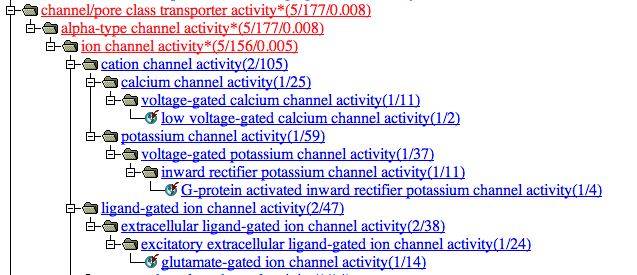 channel/pore class transporter activity*(5/177/0.008)
alpha-type channel activity*(5/177/0.008)
ion channel activity*(5/156/0.005)
cation channel activity(2/105)
calcium channel activity(1/25)
voltage-gated calcium channel activity(1/11)
low voltage-gated calcium channel activity(1/2)
potassium channel activity(1/59)
voltage-gated potassium channel activity(1/37)
inward rectifier potassium channel activity(1/11)
G-protein activated inward rectifier potassium channel activity(1/4)
ligand-gated ion channel activity(2/47)
extracellular ligand-gated ion channel activity(2/38)
excitatory extracellular ligand-gated ion channel activity(1/24)
glutamate-gated ion channel activity(1/14)